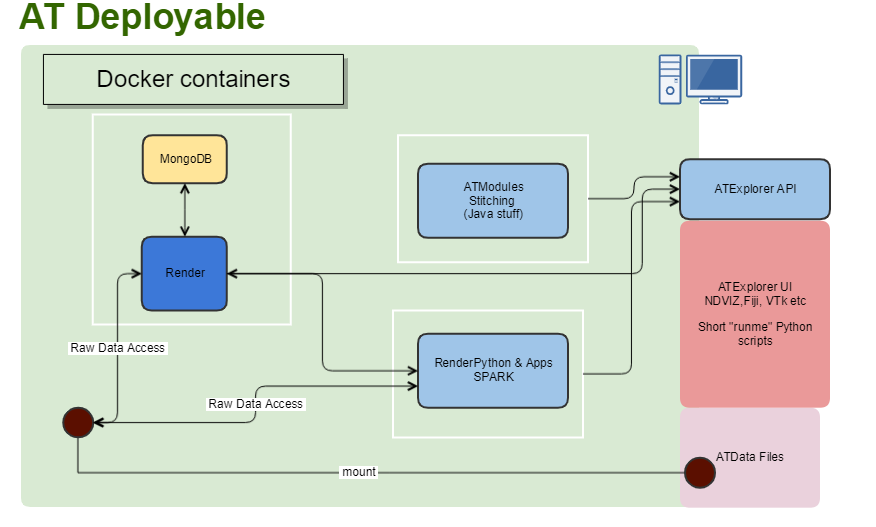 AT Deployable
Docker containers
MongoDB
ATModules
Stitching
(Java stuff)
ATExplorer API
Render
ATExplorer UI
NDVIZ,Fiji, VTk etc
Short "runme" Python
scripts
Raw Data Access
RenderPython & Apps
SPARK
Raw Data Access
ATData Files
mount